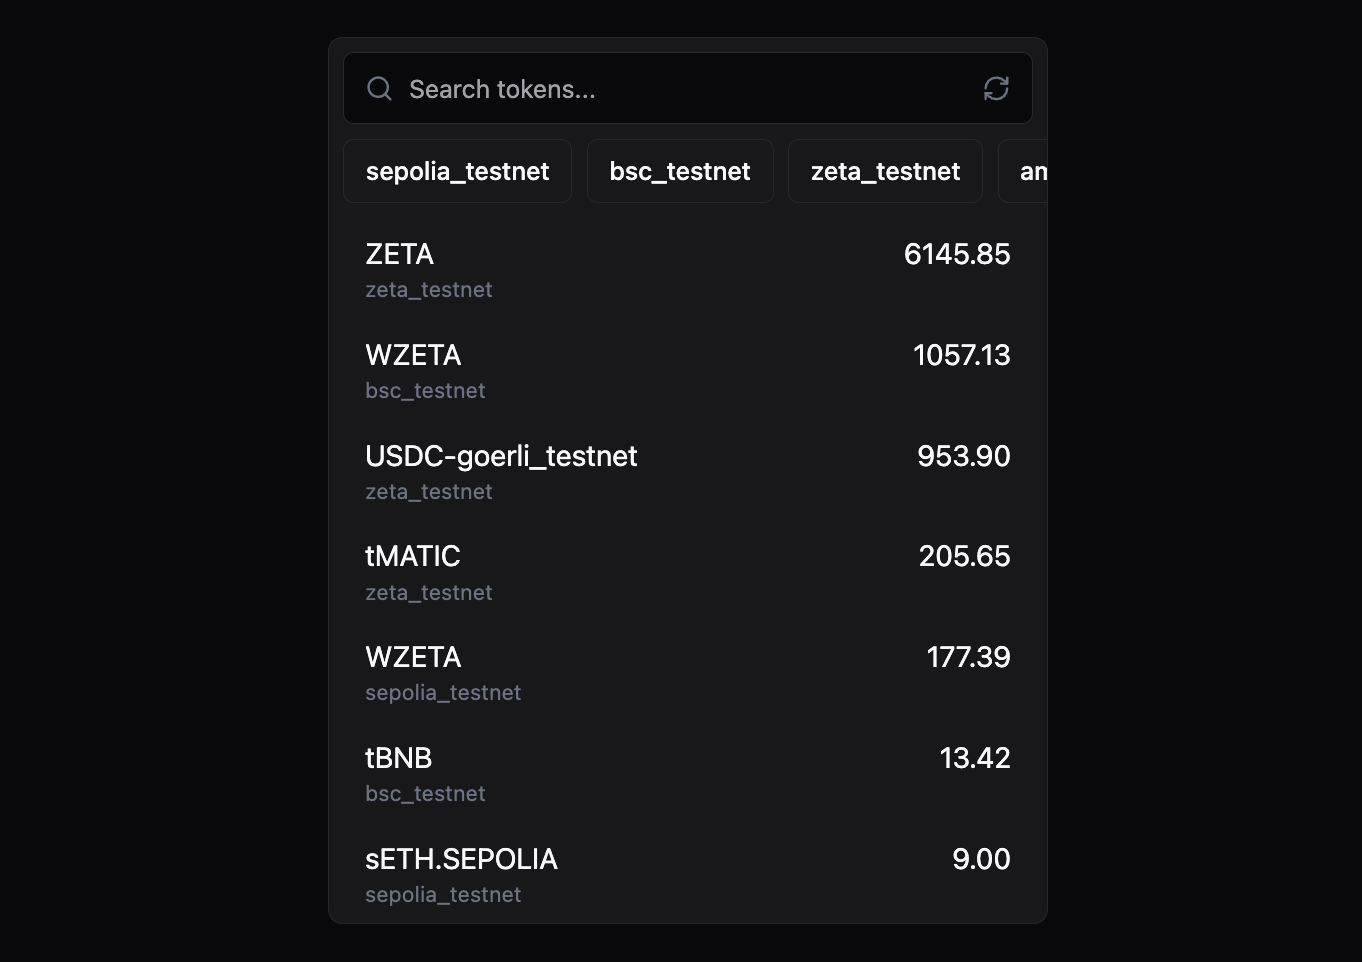 Search tokens...
sepolia_testnet bsc_testnet zeta_testnet
ZETA 6145.85
zeta_testnet
WZETA 1057.13
bsc_testnet
USDC-goerli_testnet 953.90
zeta_testnet
tMATIC 205.65
zeta_testnet
WZETA 177.39
sepolia_testnet
tBNB 13.42
bsc_testnet
sETH.SEPOLIA 9.00
sepolia_testnet